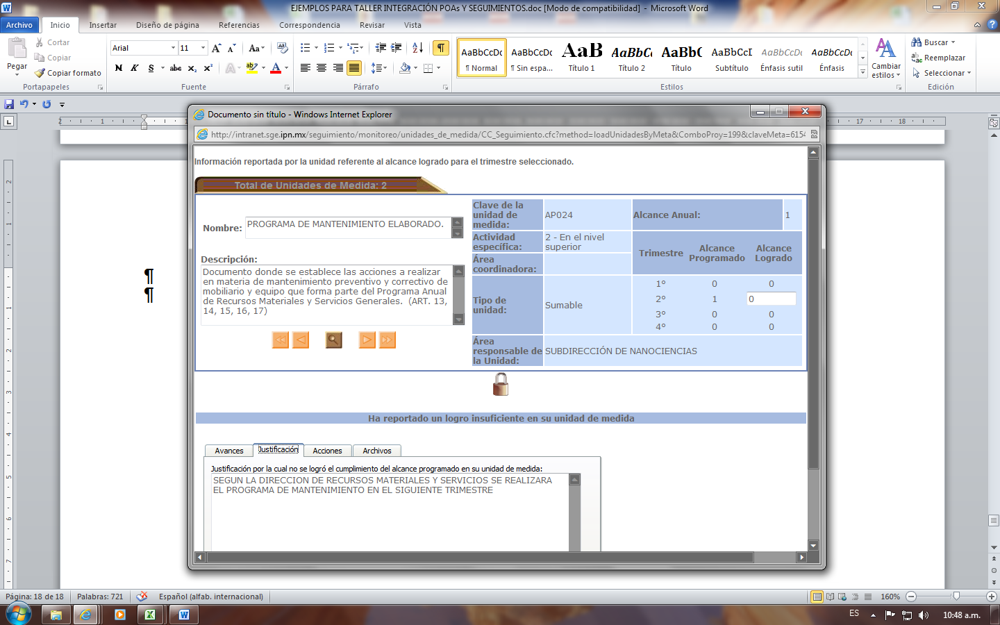 EJEMPLOS PARA TALLER INTEGRACIÓN POAs Y SEGUIMIENTOS.doc [Modo de compatibilidad] - Microsoft Word
Archivo Inicio Insertar Diseño de página Referencias Correspondencia Revisar Vista
Pegar
Cortar
Copiar
Copiar formato
Portapapeles
Arial 11
N K S abc x₂ x²
Fuente
Párrafo
AaBbCcDc AaBbCcDc AaB AaBbCc AaBbC AaBbCcI AaBbCcDc AaBbCcDc
¶ Normal ¶ Sin espa... Título 1 Título 2 Título Subtítulo Énfasis sutil Énfasis
Estilos
Cambiar estilos
Buscar
Reemplazar
Seleccionar
Edición
Documento sin título - Windows Internet Explorer
http://intranet.sge.ipn.mx/seguimiento/monitoreo/unidades_de_medida/CC_Seguimiento.cfc?method=loadUnidadesByMeta&ComboProy=199&claveMeta=6154
Información reportada por la unidad referente al alcance logrado para el trimestre seleccionado.
Total de Unidades de Medida: 2
Nombre: PROGRAMA DE MANTENIMIENTO ELABORADO.
Descripción:
Documento donde se establece las acciones a realizar
en materia de mantenimiento preventivo y correctivo de
mobiliario y equipo que forma parte del Programa Anual
de Recursos Materiales y Servicios Generales. (ART. 13,
14, 15, 16, 17)
Clave de la unidad de medida: AP024
Alcance Anual: 1
Actividad específica: 2 - En el nivel superior
Área coordinadora:
Trimestre Alcance Programado Alcance Logrado
Tipo de unidad: Sumable
1º 0 0
2º 1 0
3º 0 0
4º 0 0
Área responsable de la Unidad: SUBDIRECCIÓN DE NANOCIENCIAS
Ha reportado un logro insuficiente en su unidad de medida
Avances Justificación Acciones Archivos
Justificación por la cual no se logró el cumplimiento del alcance programado en su unidad de medida:
SEGUN LA DIRECCION DE RECURSOS MATERIALES Y SERVICIOS SE REALIZARA
EL PROGRAMA DE MANTENIMIENTO EN EL SIGUIENTE TRIMESTRE
¶
¶
Página: 18 de 18 Palabras: 721 Español (alfab. internacional) 160%
ES 10:48 a.m.